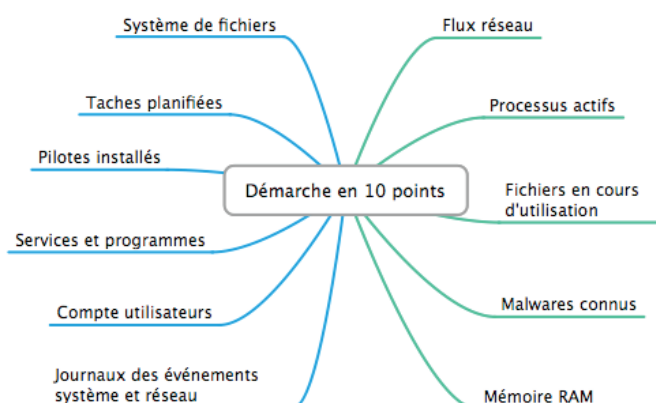 Système de fichiers
Flux réseau
Taches planifiées
Processus actifs
Pilotes installés
Démarche en 10 points
Fichiers en cours
d'utilisation
Services et programmes
Malwares connus
Compte utilisateurs
Journaux des événements
système et réseau
Mémoire RAM